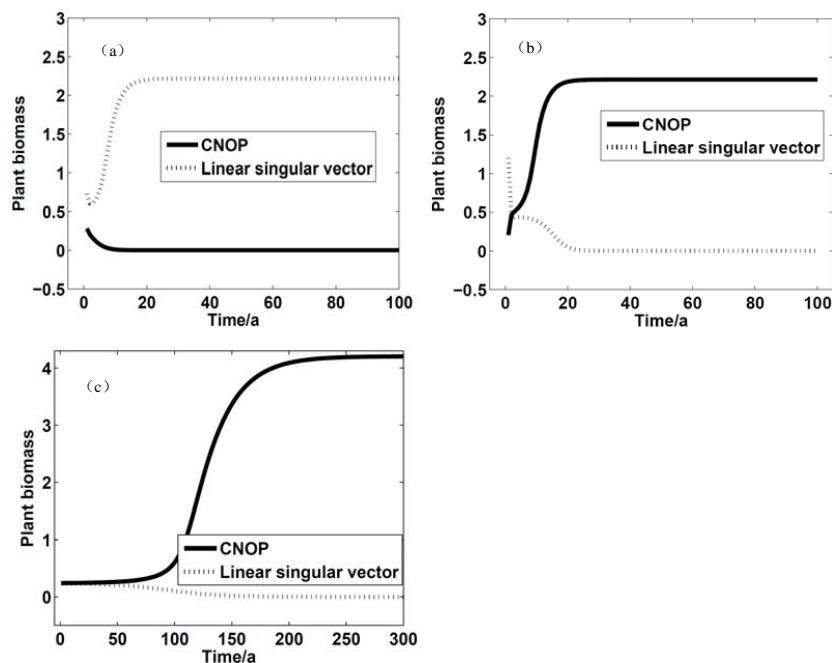 (a)
Plant biomass
3
2.5
2
1.5
1
0.5
0
−0.5
CNOP
Linear singular vector
0 20 40 60 80 100
Time/a
(b)
Plant biomass
3
2.5
2
1.5
1
0.5
0
−0.5
CNOP
Linear singular vector
0 20 40 60 80 100
Time/a
(c)
Plant biomass
4
3
2
1
0
CNOP
Linear singular vector
0 50 100 150 200 250 300
Time/a